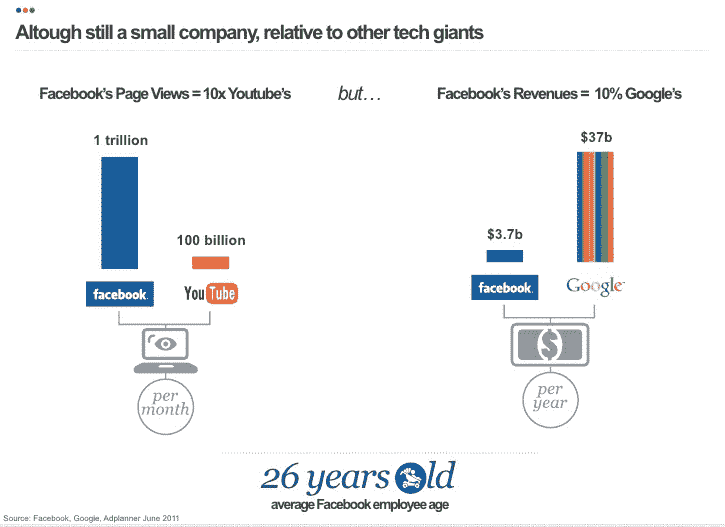 Altough still a small company, relative to other tech giants
Facebook's Page Views = 10x Youtube's
but...
Facebook's Revenues = 10% Google's
1 trillion
100 billion
$37b
$3.7b
facebook.
YouTube
facebook.
Google
$
per
month
per
year
26 years old
average Facebook employee age
Source: Facebook, Google, Adplanner June 2011